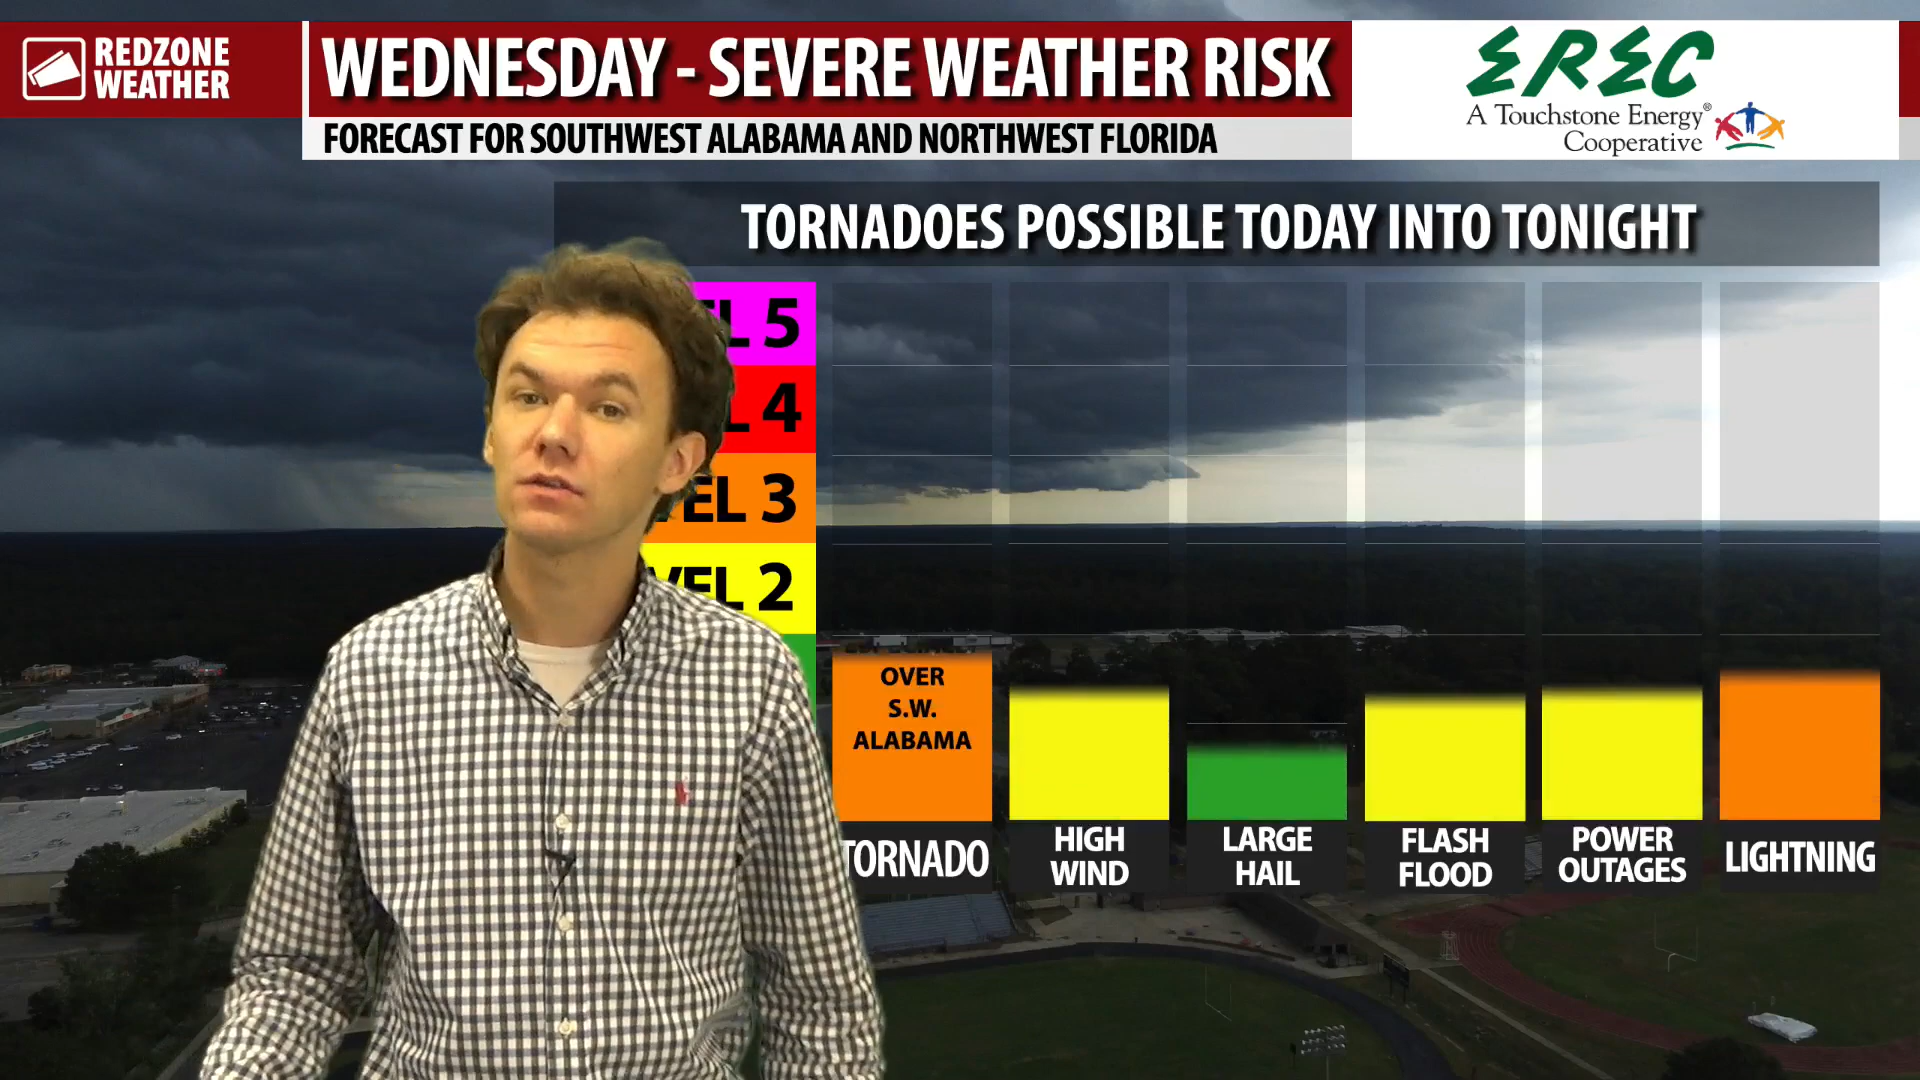 REDZONE
WEATHER
WEDNESDAY - SEVERE WEATHER RISK
FORECAST FOR SOUTHWEST ALABAMA AND NORTHWEST FLORIDA
EREC
A Touchstone Energy®
Cooperative
TORNADOES POSSIBLE TODAY INTO TONIGHT
EL 5
L 4
VEL 3
VEL 2
OVER
S.W.
ALABAMA
TORNADO
HIGH
WIND
LARGE
HAIL
FLASH
FLOOD
POWER
OUTAGES
LIGHTNING